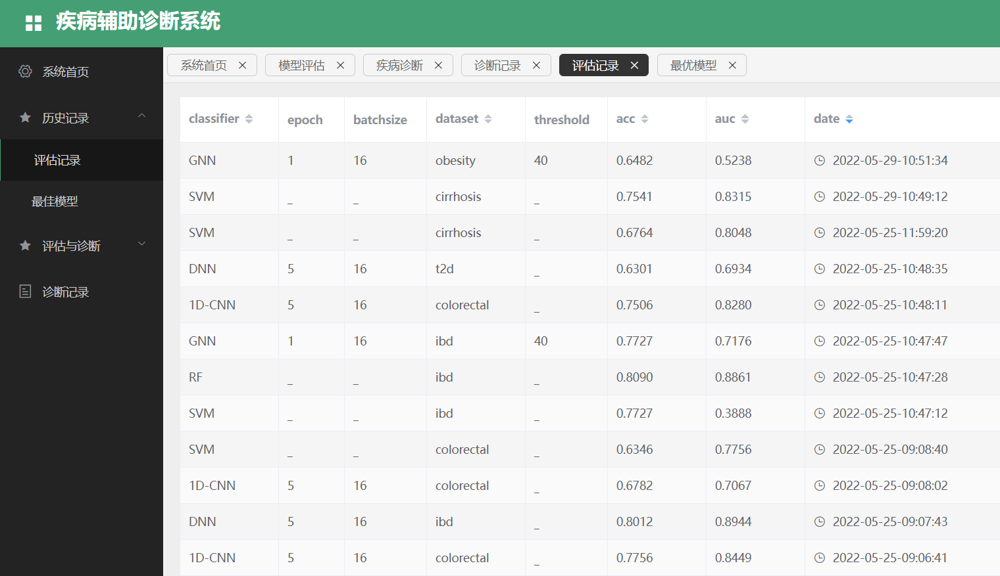 疾病辅助诊断系统
系统首页
历史记录
评估记录
最佳模型
评估与诊断
诊断记录
系统首页 模型评估 疾病诊断 诊断记录 评估记录 最优模型
classifier epoch batchsize dataset threshold acc auc date
GNN 1 16 obesity 40 0.6482 0.5238 2022-05-29-10:51:34
SVM _ _ cirrhosis _ 0.7541 0.8315 2022-05-29-10:49:12
SVM _ _ cirrhosis _ 0.6764 0.8048 2022-05-25-11:59:20
DNN 5 16 t2d _ 0.6301 0.6934 2022-05-25-10:48:35
1D-CNN 5 16 colorectal _ 0.7506 0.8280 2022-05-25-10:48:11
GNN 1 16 ibd 40 0.7727 0.7176 2022-05-25-10:47:47
RF _ _ ibd _ 0.8090 0.8861 2022-05-25-10:47:28
SVM _ _ ibd _ 0.7727 0.3888 2022-05-25-10:47:12
SVM _ _ colorectal _ 0.6346 0.7756 2022-05-25-09:08:40
1D-CNN 5 16 colorectal _ 0.6782 0.7067 2022-05-25-09:08:02
DNN 5 16 ibd _ 0.8012 0.8944 2022-05-25-09:07:43
1D-CNN 5 16 colorectal _ 0.7756 0.8449 2022-05-25-09:06:41